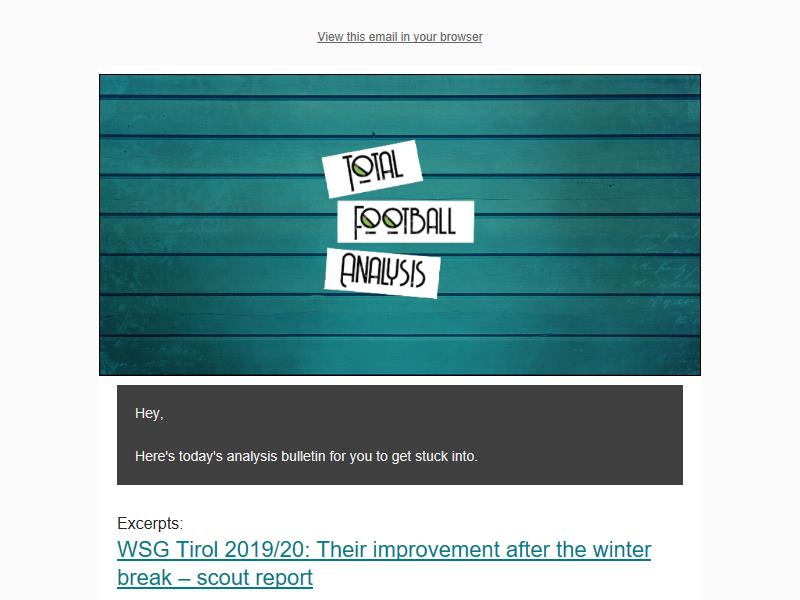 View this email in your browser
TOTAL
FOOTBALL
ANALYSIS
Hey,
Here's today's analysis bulletin for you to get stuck into.
Excerpts:
WSG Tirol 2019/20: Their improvement after the winter
break – scout report